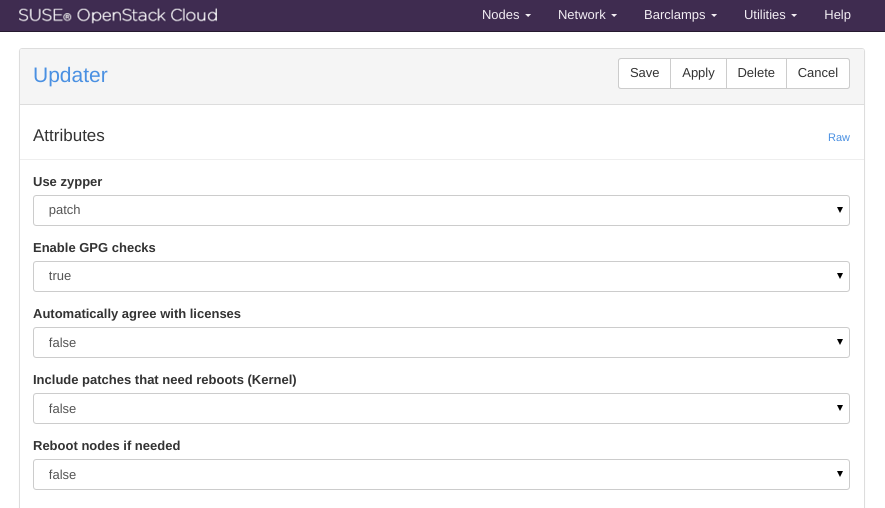 SUSE® OpenStack Cloud
Nodes Network Barclamps Utilities Help
Updater
Save Apply Delete Cancel
Attributes
Raw
Use zypper
patch
Enable GPG checks
true
Automatically agree with licenses
false
Include patches that need reboots (Kernel)
false
Reboot nodes if needed
false